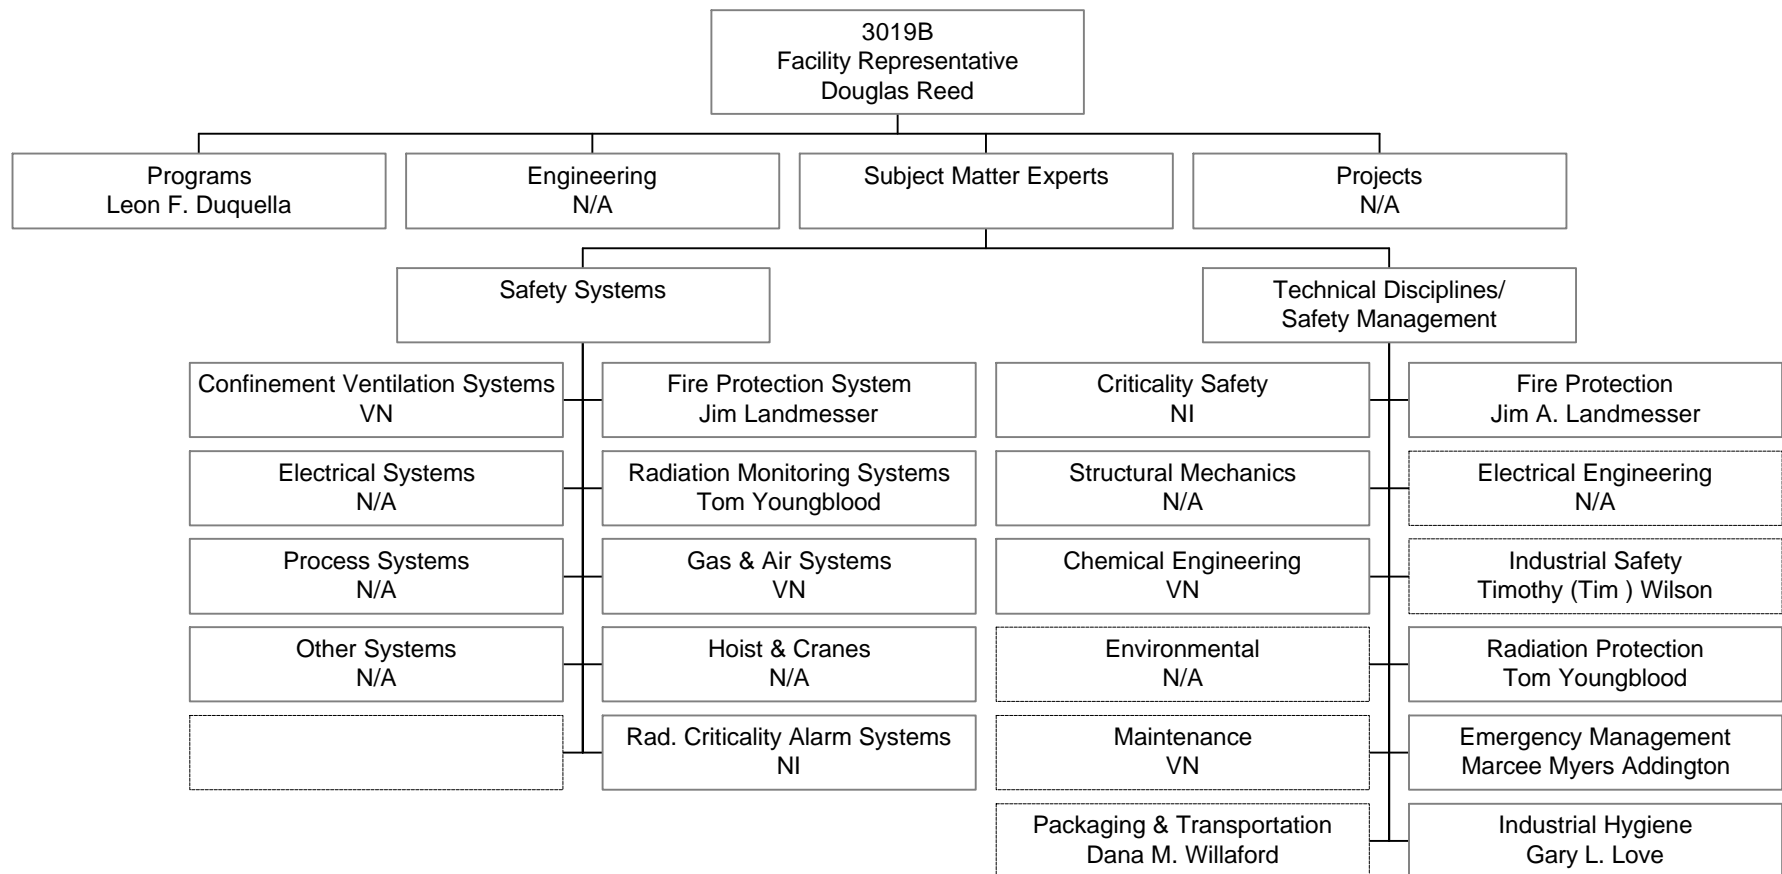 3019B
Facility Representative
Douglas Reed
Programs
Leon F. Duquella
Engineering
N/A
Subject Matter Experts
Projects
N/A
Safety Systems
Technical Disciplines/
Safety Management
Confinement Ventilation Systems
VN
Fire Protection System
Jim Landmesser
Criticality Safety
NI
Fire Protection
Jim A. Landmesser
Electrical Systems
N/A
Radiation Monitoring Systems
Tom Youngblood
Structural Mechanics
N/A
Electrical Engineering
N/A
Process Systems
N/A
Gas & Air Systems
VN
Chemical Engineering
VN
Industrial Safety
Timothy (Tim ) Wilson
Other Systems
N/A
Hoist & Cranes
N/A
Environmental
N/A
Radiation Protection
Tom Youngblood
Rad. Criticality Alarm Systems
NI
Maintenance
VN
Emergency Management
Marcee Myers Addington
Packaging & Transportation
Dana M. Willaford
Industrial Hygiene
Gary L. Love